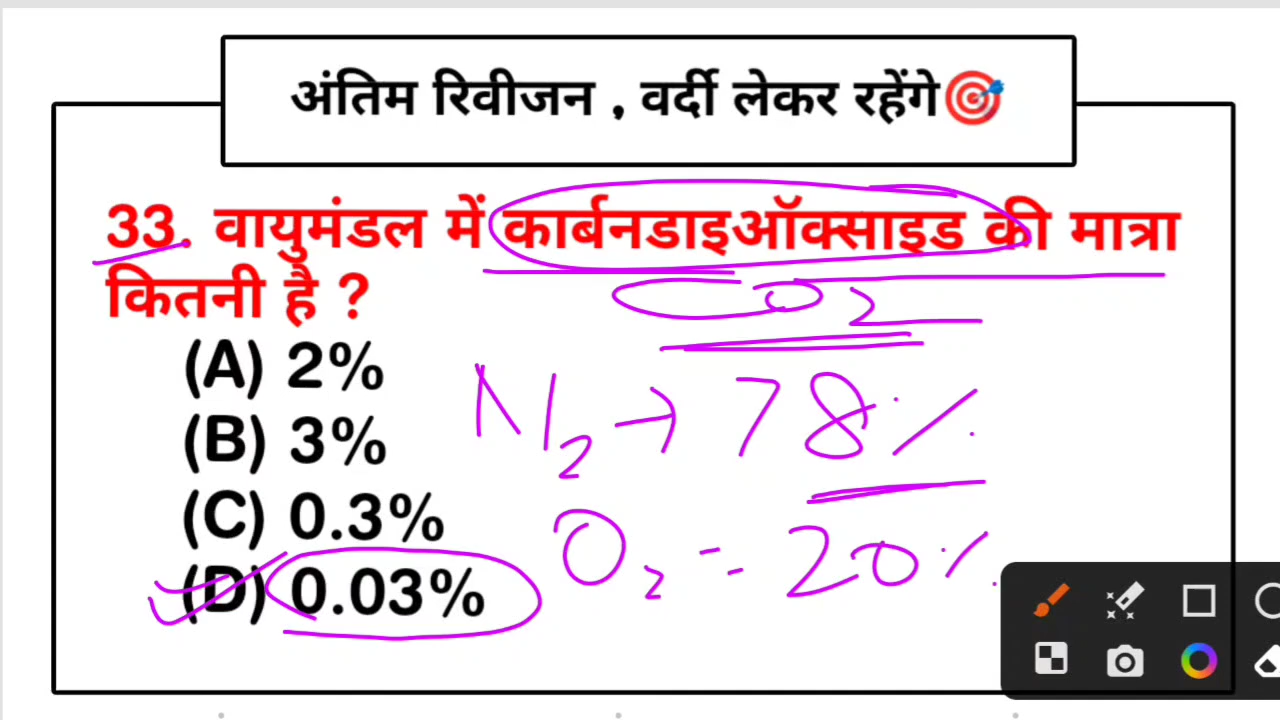 अंतिम रिवीजन , वर्दी लेकर रहेंगे🎯
33. वायुमंडल में कार्बनडाइऑक्साइड की मात्रा
कितनी है ?
CO2
(A) 2%
N2 → 78%
(B) 3%
(C) 0.3%
O2 = 20%
(D) 0.03%